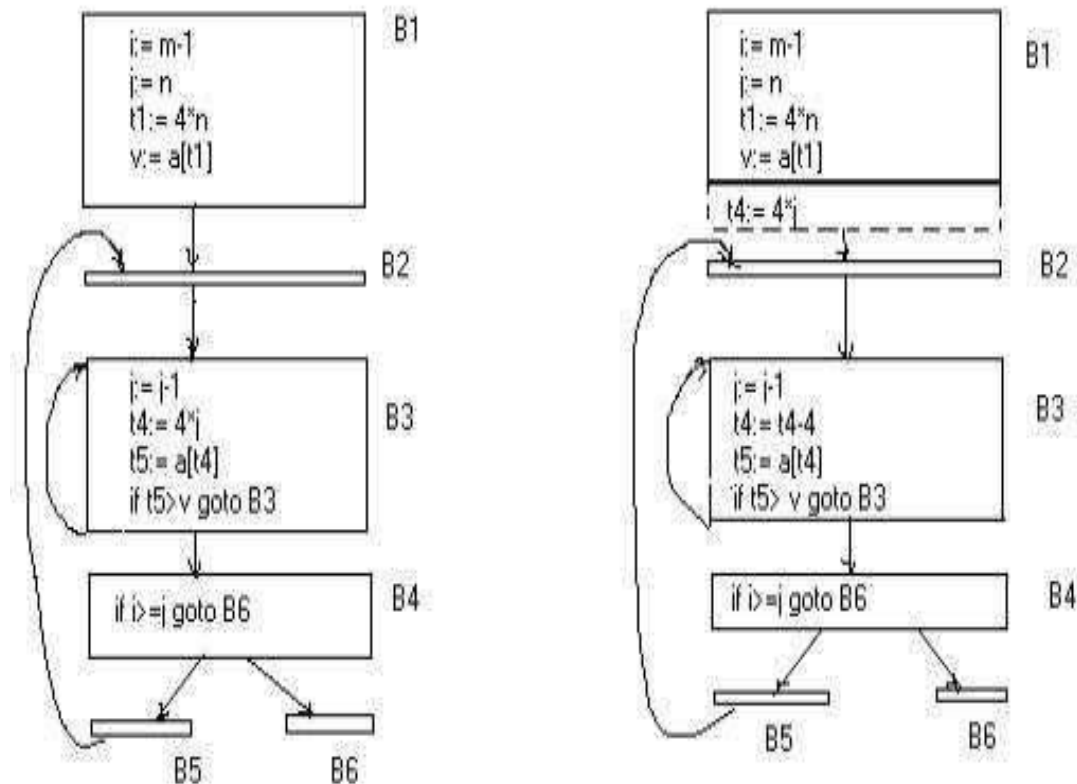 B1
i:= m-1
j:= n
t1:= 4*n
v:= a[t1]
B2
j:= j-1
t4:= 4*j
t5:= a[t4]
if t5>v goto B3
B3
if i>=j goto B6
B4
B5
B6
B1
i:= m-1
j:= n
t1:= 4*n
v:= a[t1]
t4:= 4*j
B2
j:= j-1
t4:= t4-4
t5:= a[t4]
if t5> v goto B3
B3
if i>=j goto B6
B4
B5
B6